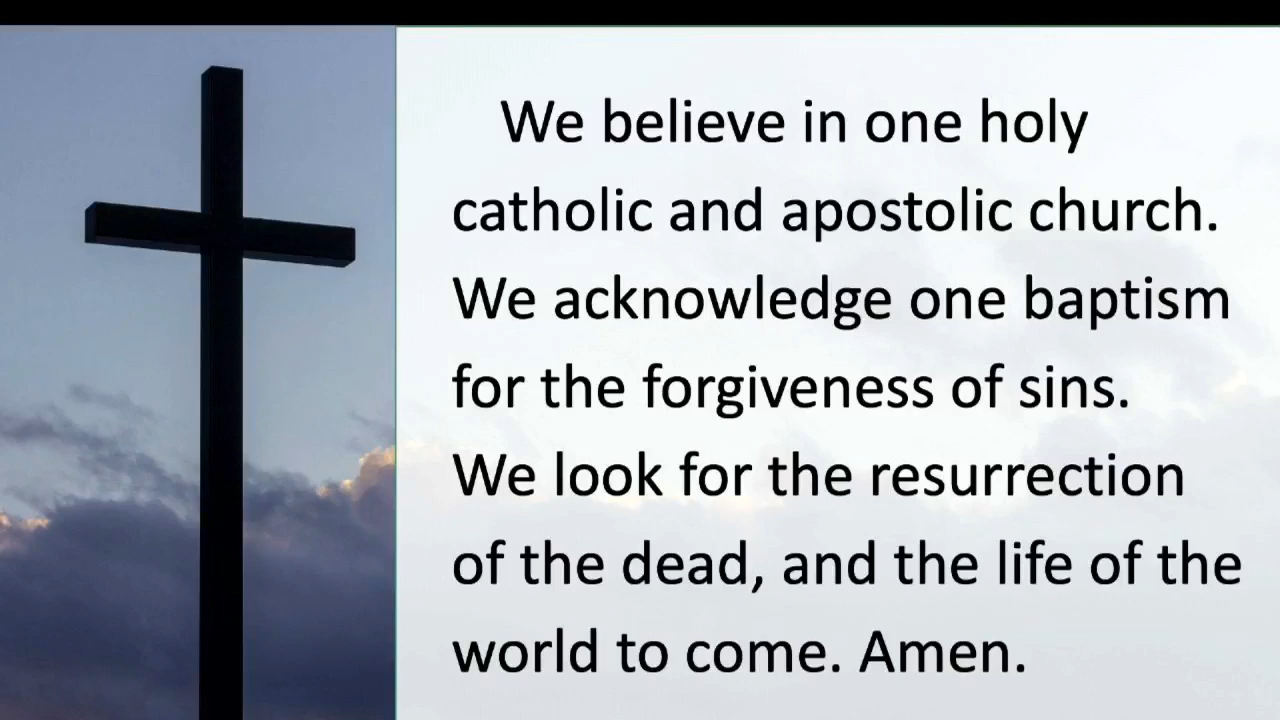 We believe in one holy
catholic and apostolic church.
We acknowledge one baptism
for the forgiveness of sins.
We look for the resurrection
of the dead, and the life of the
world to come. Amen.